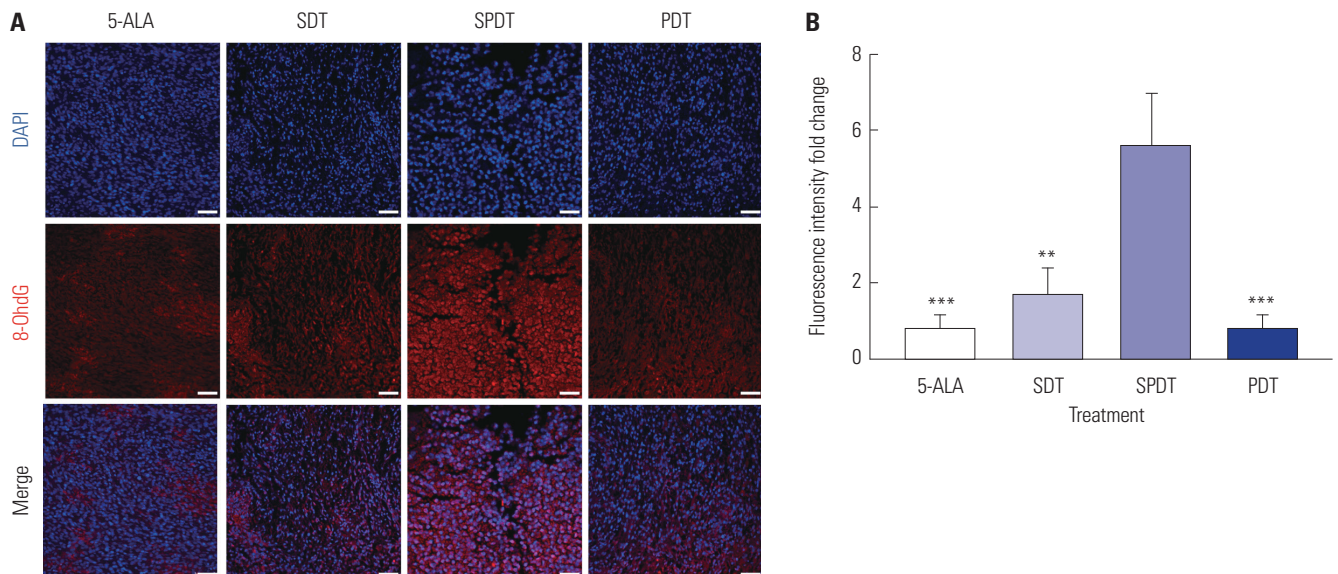 A
5-ALA SDT SPDT PDT
DAPI
8-OhdG
Merge
B
Fluorescence intensity fold change
8
6
4
2
0
***
**
***
5-ALA SDT SPDT PDT
Treatment